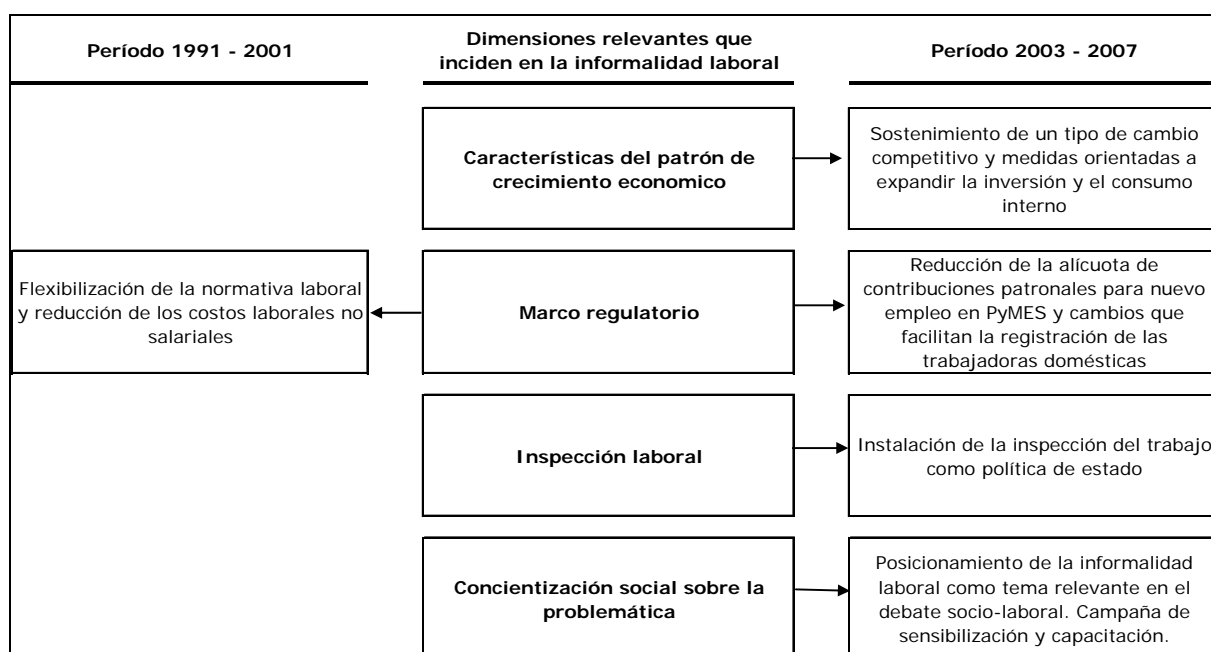 Período 1991 - 2001
Dimensiones relevantes que
inciden en la informalidad laboral
Período 2003 - 2007
Características del patrón de
crecimiento economico
Sostenimiento de un tipo de cambio
competitivo y medidas orientadas a
expandir la inversión y el consumo
interno
Flexibilización de la normativa laboral
y reducción de los costos laborales no
salariales
Marco regulatorio
Reducción de la alícuota de
contribuciones patronales para nuevo
empleo en PyMES y cambios que
facilitan la registración de las
trabajadoras domésticas
Inspección laboral
Instalación de la inspección del trabajo
como política de estado
Concientización social sobre la
problemática
Posicionamiento de la informalidad
laboral como tema relevante en el
debate socio-laboral. Campaña de
sensibilización y capacitación.